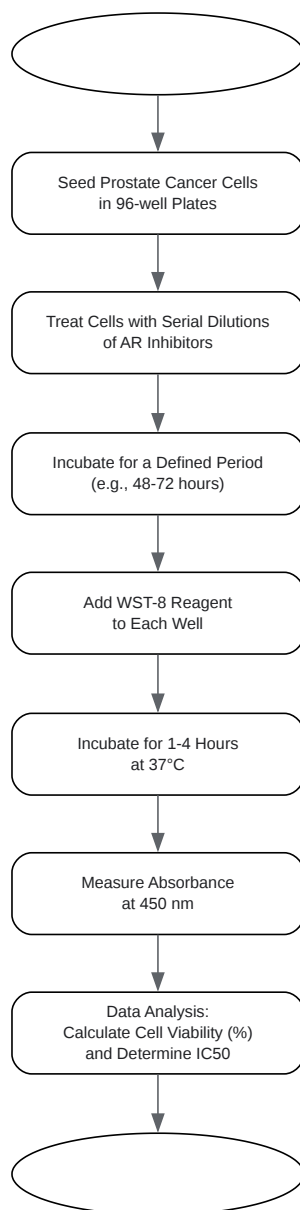 Seed Prostate Cancer Cells
in 96-well Plates
Treat Cells with Serial Dilutions
of AR Inhibitors
Incubate for a Defined Period
(e.g., 48-72 hours)
Add WST-8 Reagent
to Each Well
Incubate for 1-4 Hours
at 37°C
Measure Absorbance
at 450 nm
Data Analysis:
Calculate Cell Viability (%)
and Determine IC50